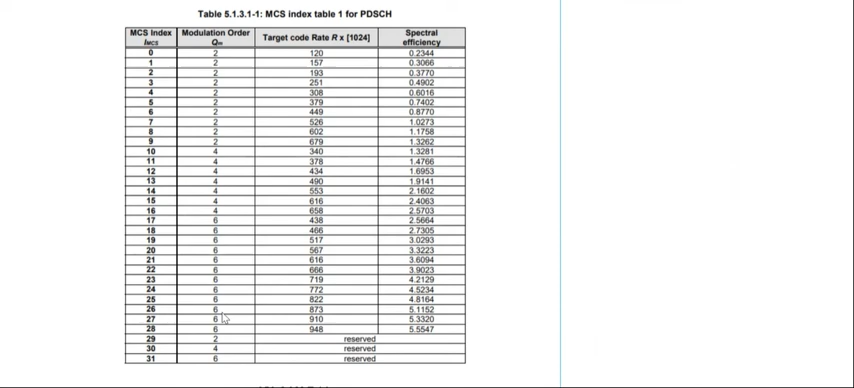 Table 5.1.3.1-1: MCS index table 1 for PDSCH
MCS Index Modulation Order Target code Rate R x [1024] Spectral
IMCS Qm efficiency
0 2 120 0.2344
1 2 157 0.3066
2 2 193 0.3770
3 2 251 0.4902
4 2 308 0.6016
5 2 379 0.7402
6 2 449 0.8770
7 2 526 1.0273
8 2 602 1.1758
9 2 679 1.3262
10 4 340 1.3281
11 4 378 1.4766
12 4 434 1.6953
13 4 490 1.9141
14 4 553 2.1602
15 4 616 2.4063
16 4 658 2.5703
17 6 438 2.5664
18 6 466 2.7305
19 6 517 3.0293
20 6 567 3.3223
21 6 616 3.6094
22 6 666 3.9023
23 6 719 4.2129
24 6 772 4.5234
25 6 822 4.8164
26 6 873 5.1152
27 6 910 5.3320
28 6 948 5.5547
29 2 reserved
30 4 reserved
31 6 reserved